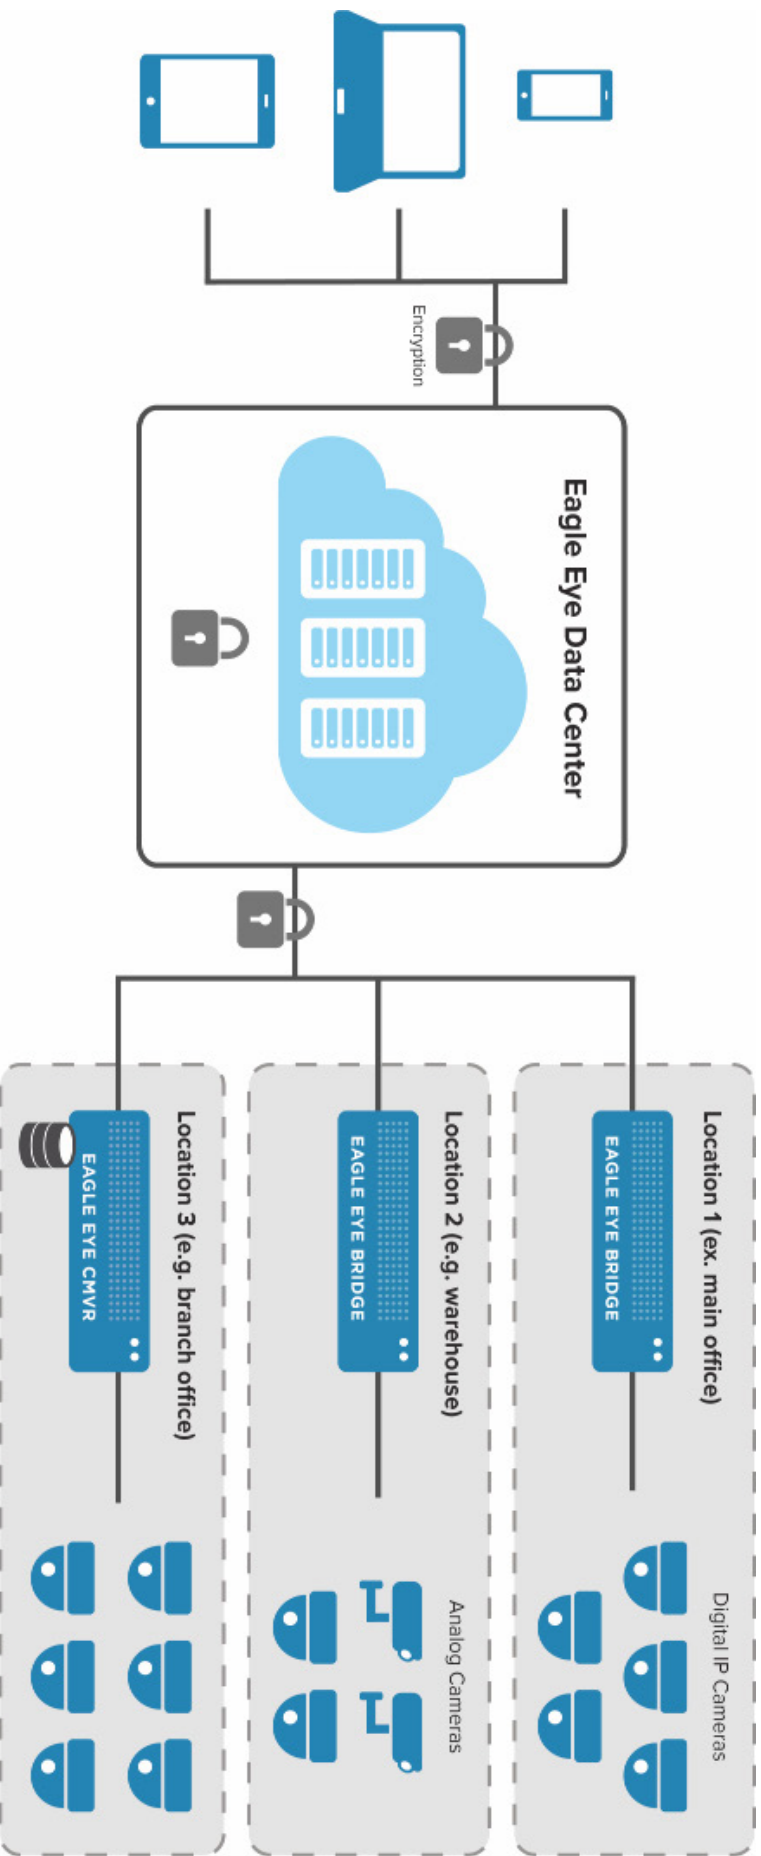 Encryption
Eagle Eye Data Center
Location 1 (ex. main office)
EAGLE EYE BRIDGE
Digital IP Cameras
Location 2 (e.g. warehouse)
EAGLE EYE BRIDGE
Analog Cameras
Location 3 (e.g. branch office)
EAGLE EYE CMVR